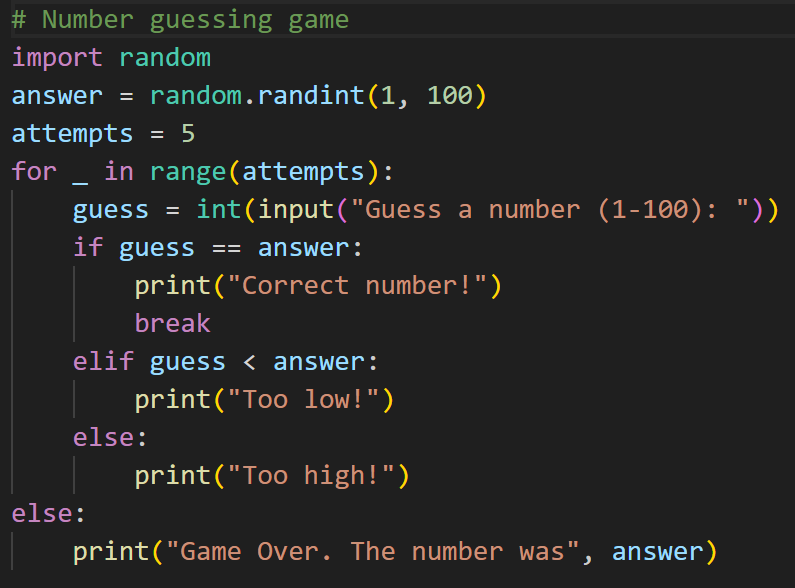 # Number guessing game
import random
answer = random.randint(1, 100)
attempts = 5
for _ in range(attempts):
    guess = int(input("Guess a number (1-100): "))
    if guess == answer:
        print("Correct number!")
        break
    elif guess < answer:
        print("Too low!")
    else:
        print("Too high!")
else:
    print("Game Over. The number was", answer)